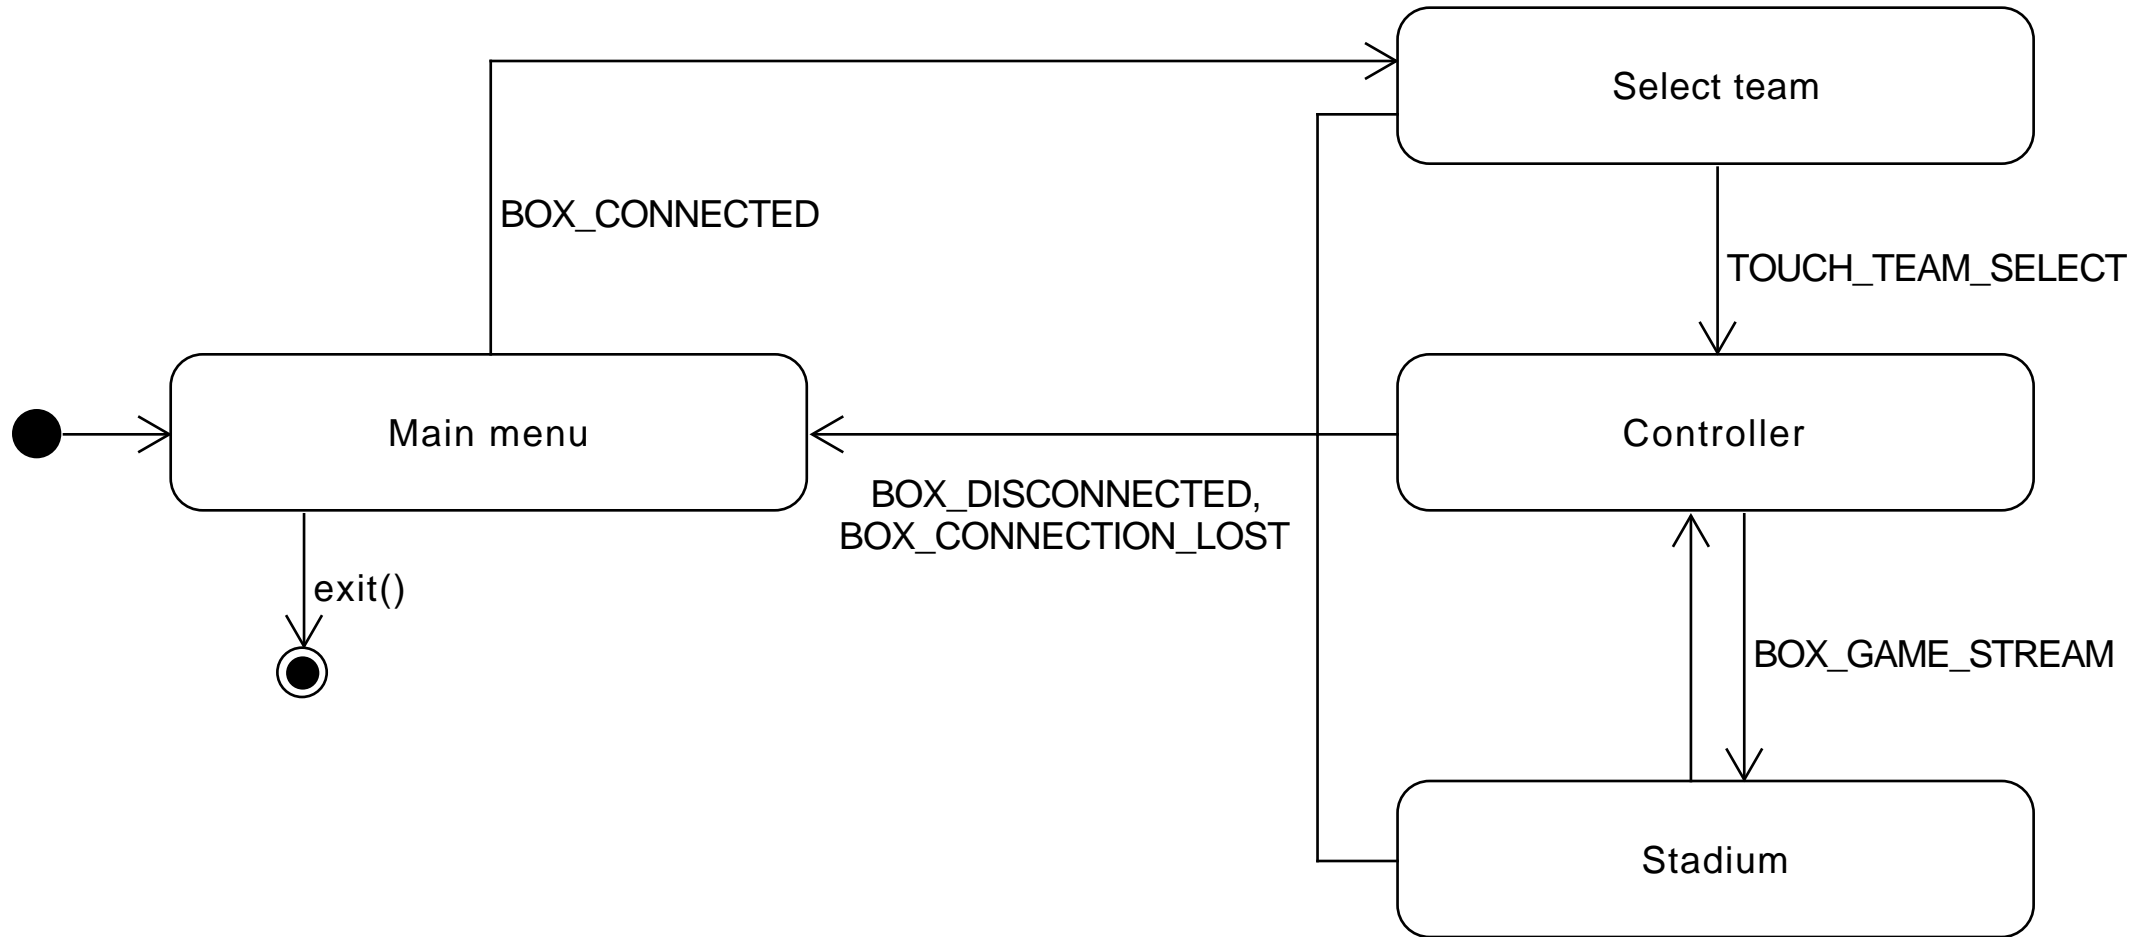 Select team
BOX_CONNECTED
TOUCH_TEAM_SELECT
Main menu
Controller
BOX_DISCONNECTED,
BOX_CONNECTION_LOST
exit()
BOX_GAME_STREAM
Stadium